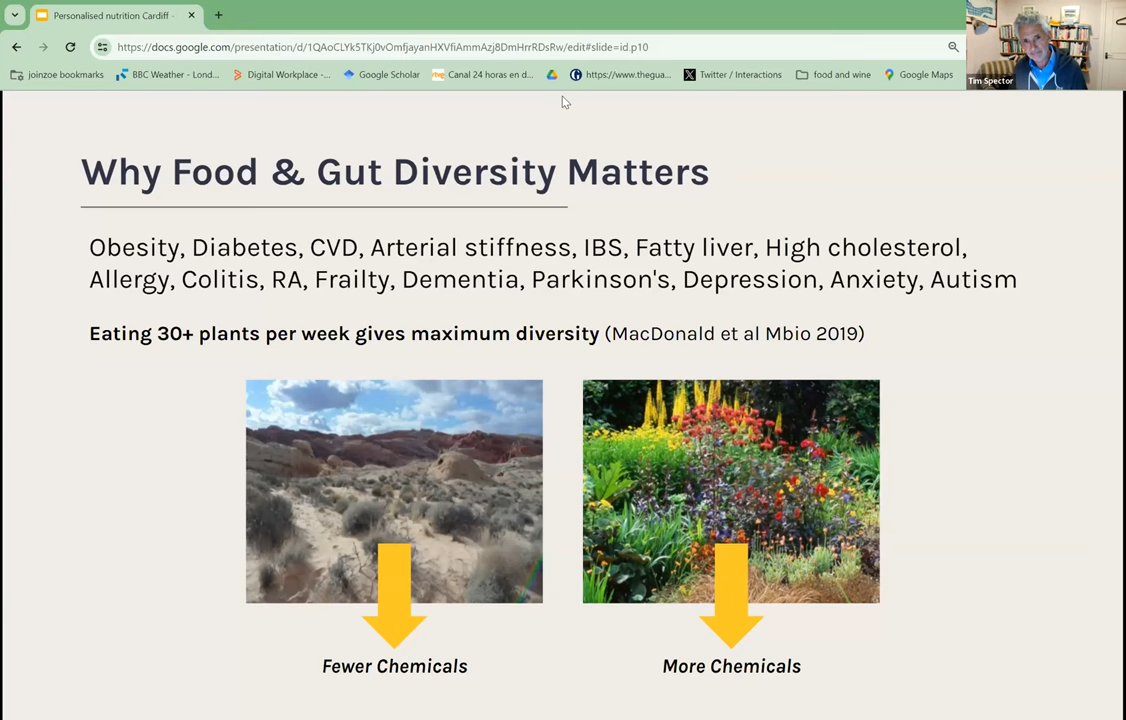 Personalised nutrition Cardiff -
https://docs.google.com/presentation/d/1QAoCLYk5TKj0vOmfjayanHXVfiAmmAzj8DmHrrRDsRw/edit#slide=id.p10
joinzoe bookmarks
BBC Weather - Lond...
Digital Workplace -...
Google Scholar
rtve
Canal 24 horas en d...
https://www.thegua...
Twitter / Interactions
food and wine
Google Maps
Tim Spector
Why Food & Gut Diversity Matters
Obesity, Diabetes, CVD, Arterial stiffness, IBS, Fatty liver, High cholesterol,
Allergy, Colitis, RA, Frailty, Dementia, Parkinson's, Depression, Anxiety, Autism
Eating 30+ plants per week gives maximum diversity (MacDonald et al Mbio 2019)
Fewer Chemicals
More Chemicals